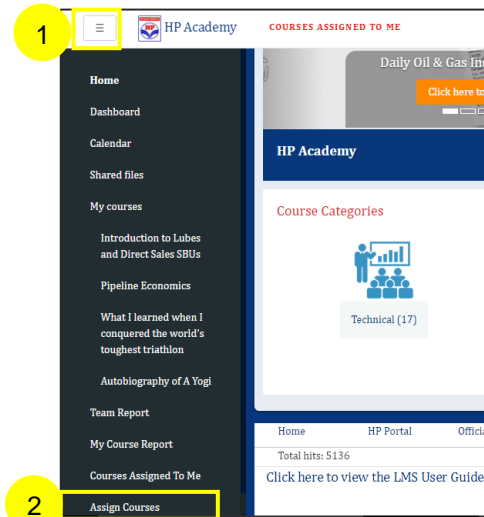 1
☰
HP Academy
COURSES ASSIGNED TO ME
Home
Dashboard
Calendar
Shared files
My courses
Introduction to Lubes
and Direct Sales SBUs
Pipeline Economics
What I learned when I
conquered the world's
toughest triathlon
Autobiography of A Yogi
Team Report
My Course Report
Courses Assigned To Me
2
Assign Courses
Daily Oil & Gas In
Click here to
HP Academy
Course Categories
Technical (17)
Home HP Portal Offici
Total hits: 5136
Click here to view the LMS User Guide